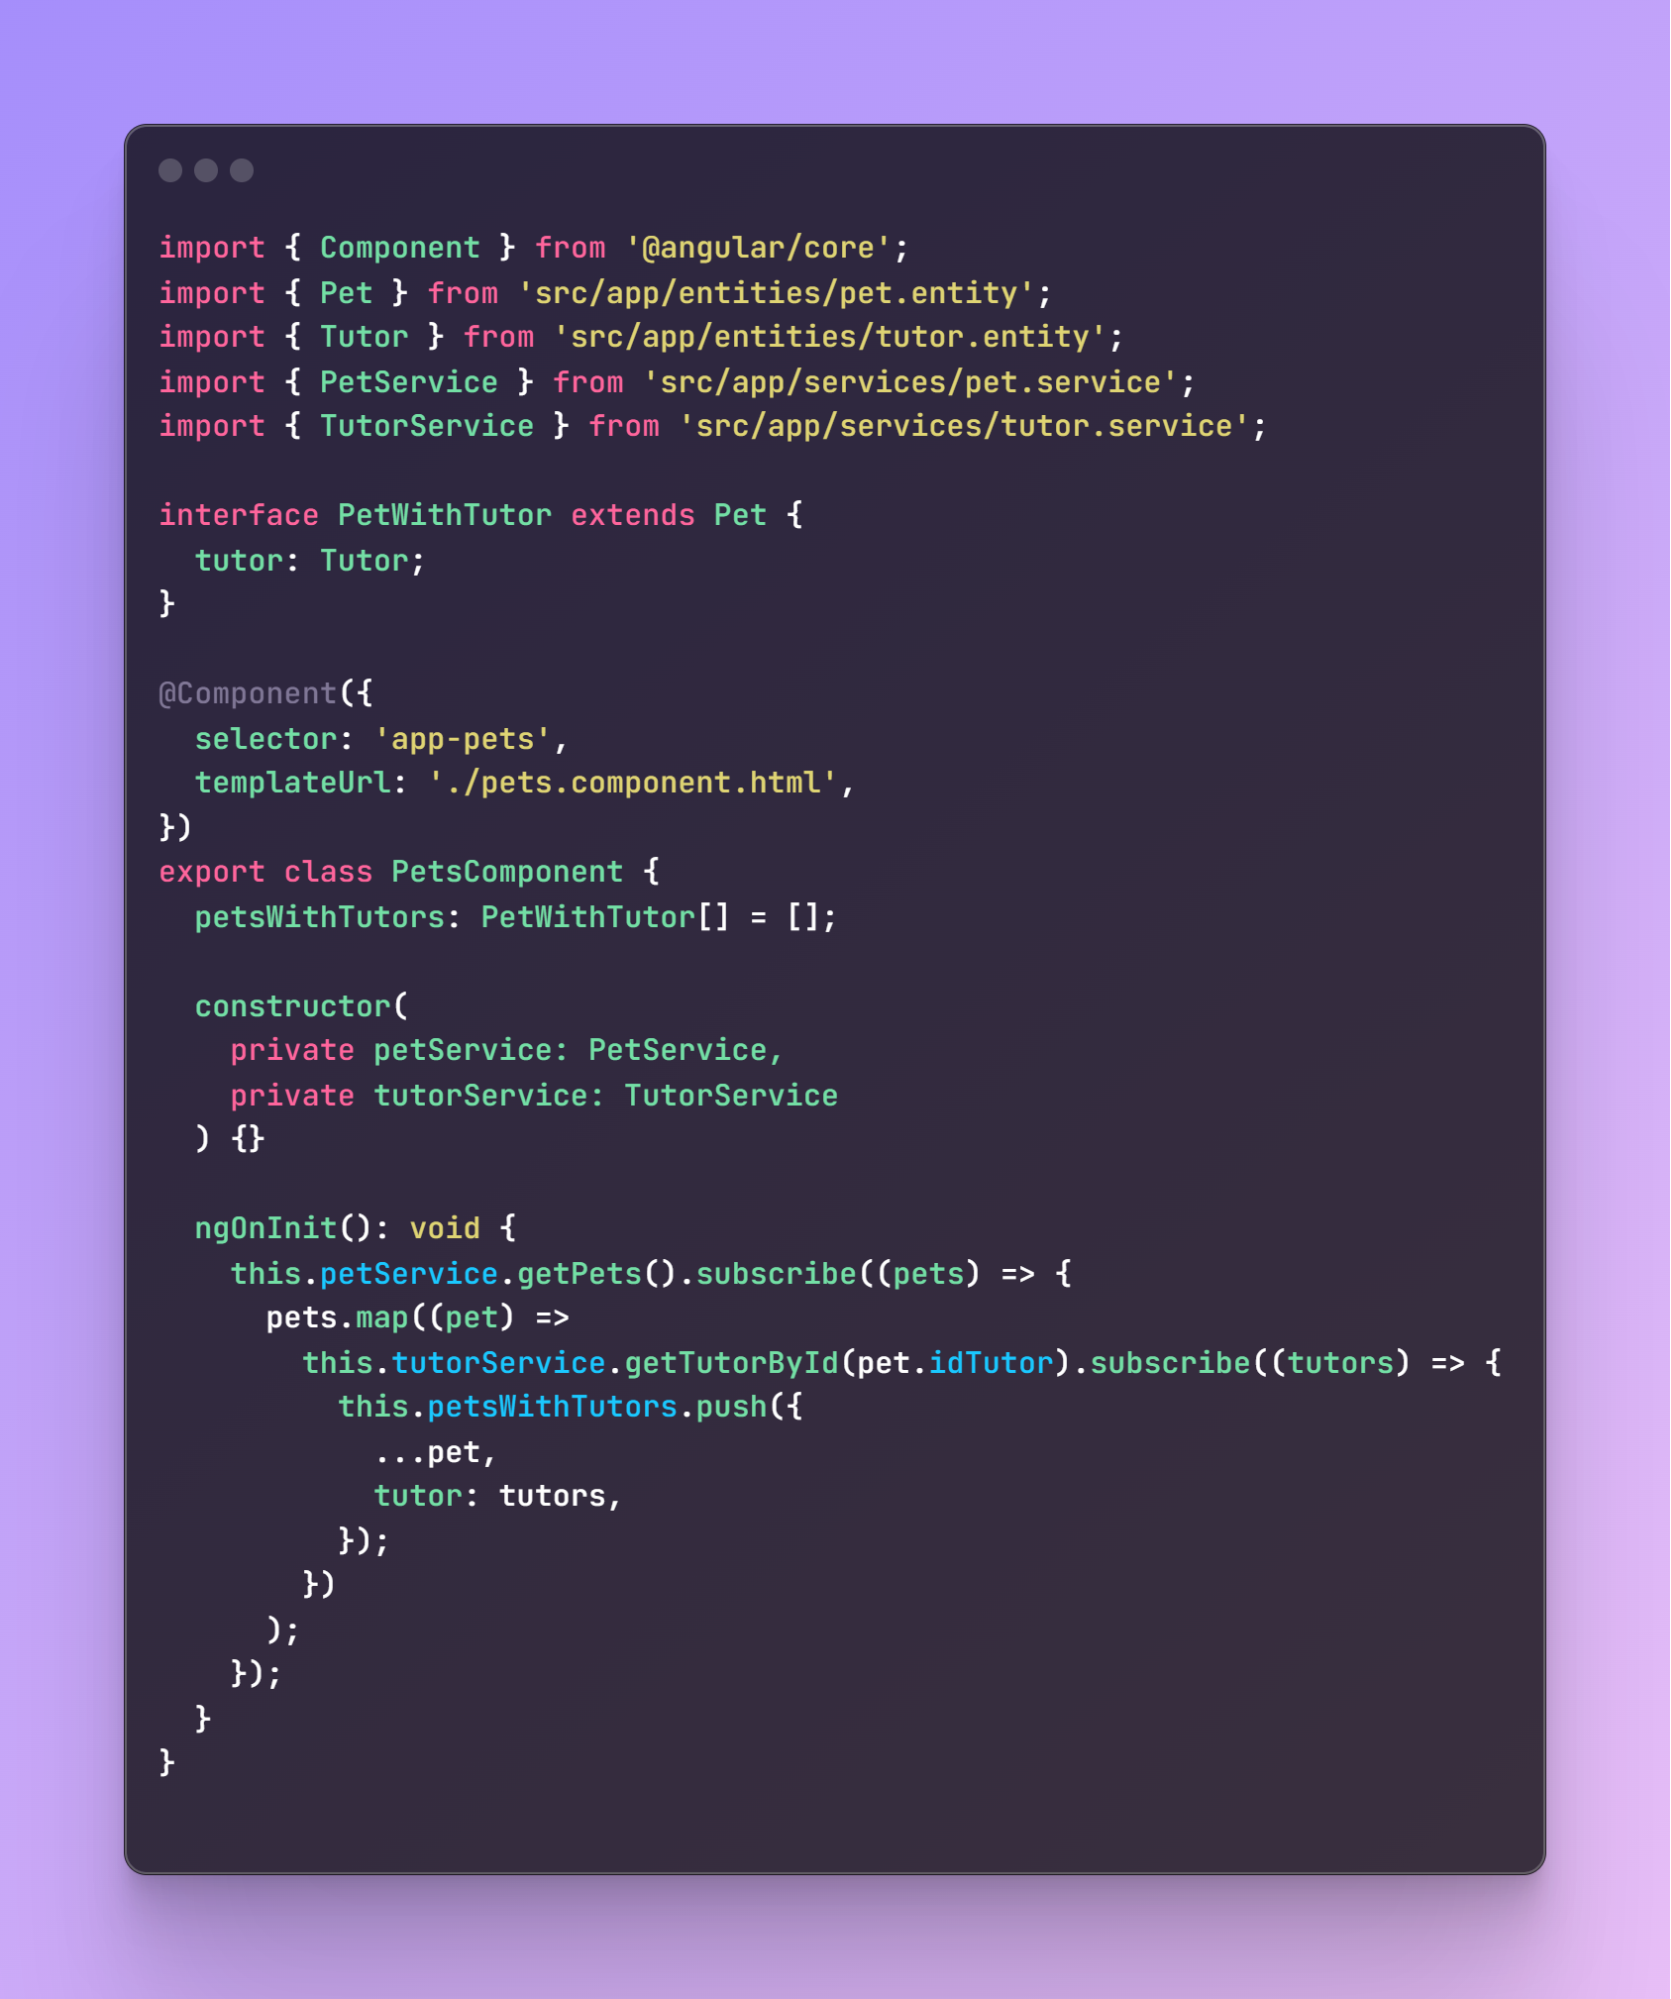 import { Component } from '@angular/core';
import { Pet } from 'src/app/entities/pet.entity';
import { Tutor } from 'src/app/entities/tutor.entity';
import { PetService } from 'src/app/services/pet.service';
import { TutorService } from 'src/app/services/tutor.service';

interface PetWithTutor extends Pet {
  tutor: Tutor;
}

@Component({
  selector: 'app-pets',
  templateUrl: './pets.component.html',
})
export class PetsComponent {
  petsWithTutors: PetWithTutor[] = [];

  constructor(
    private petService: PetService,
    private tutorService: TutorService
  ) {}

  ngOnInit(): void {
    this.petService.getPets().subscribe((pets) => {
      pets.map((pet) =>
        this.tutorService.getTutorById(pet.idTutor).subscribe((tutors) => {
          this.petsWithTutors.push({
            ...pet,
            tutor: tutors,
          });
        })
      );
    });
  }
}